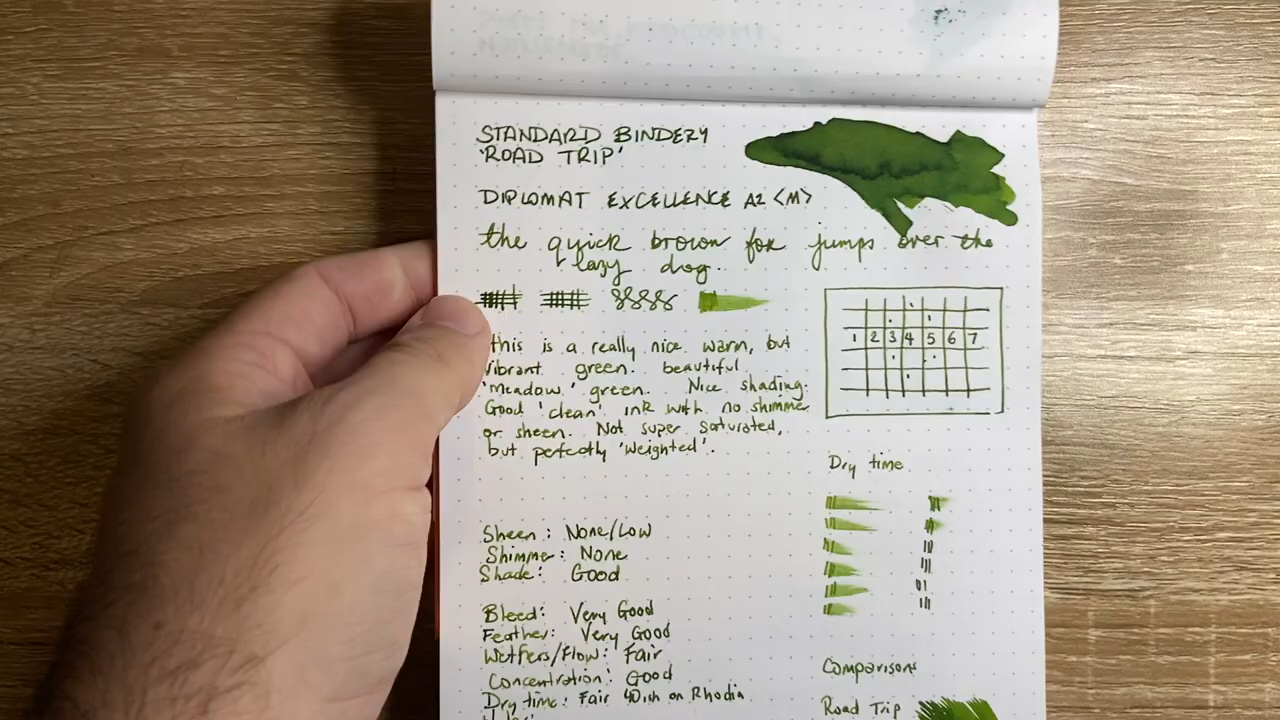 STANDARD BINDERY
'ROAD TRIP'
DIPLOMAT EXCELLENCE A2 <M>
the quick brown fox jumps over the
lazy dog.
1 2 3 4 5 6 7
this is a really nice warm, but
vibrant green. beautiful
'meadow' green. Nice shading.
Good 'clean' ink with no shimmer
or sheen. Not super saturated,
but perfectly 'weighted'.
Dry time
Sheen: None/Low
Shimmer: None
Shade: Good
Bleed: Very Good
Feather: Very Good
Wetness/Flow: Fair
Concentration: Good
Dry time: Fair 40ish on Rhodia
Comparisons
Road Trip